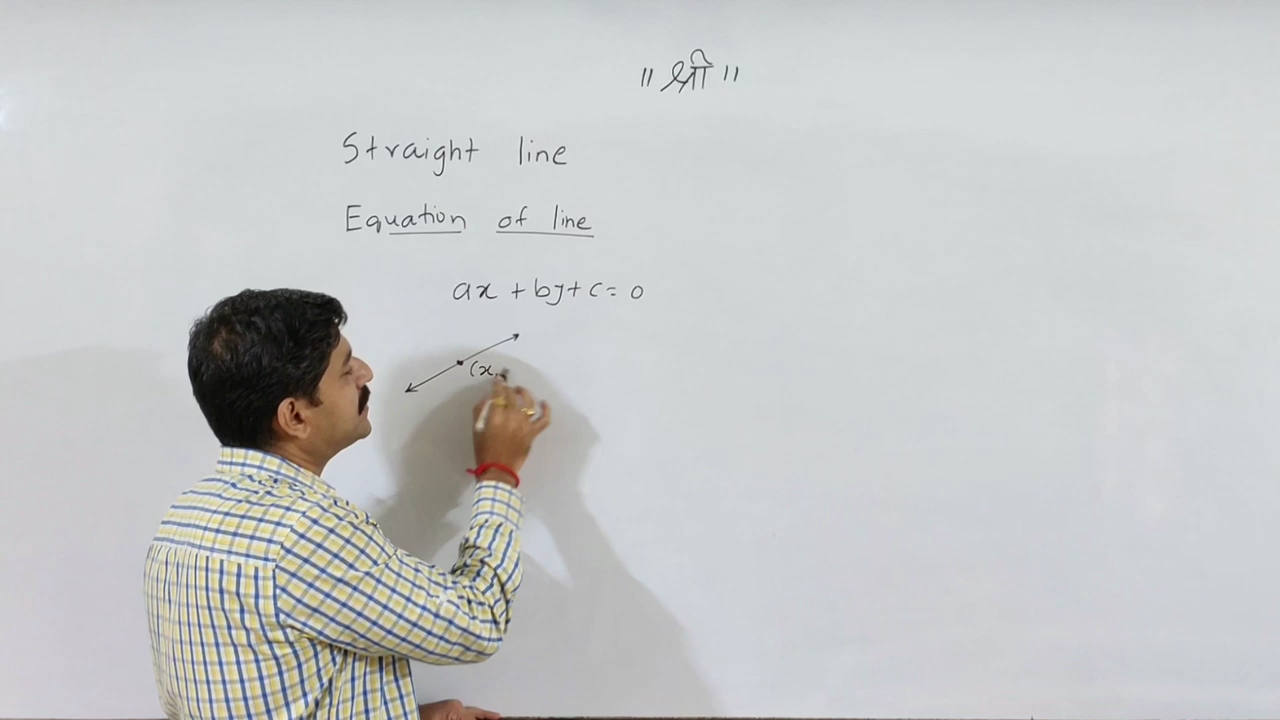 ॥ श्री ॥
Straight line
Equation of line
ax + by + c = 0
(x,